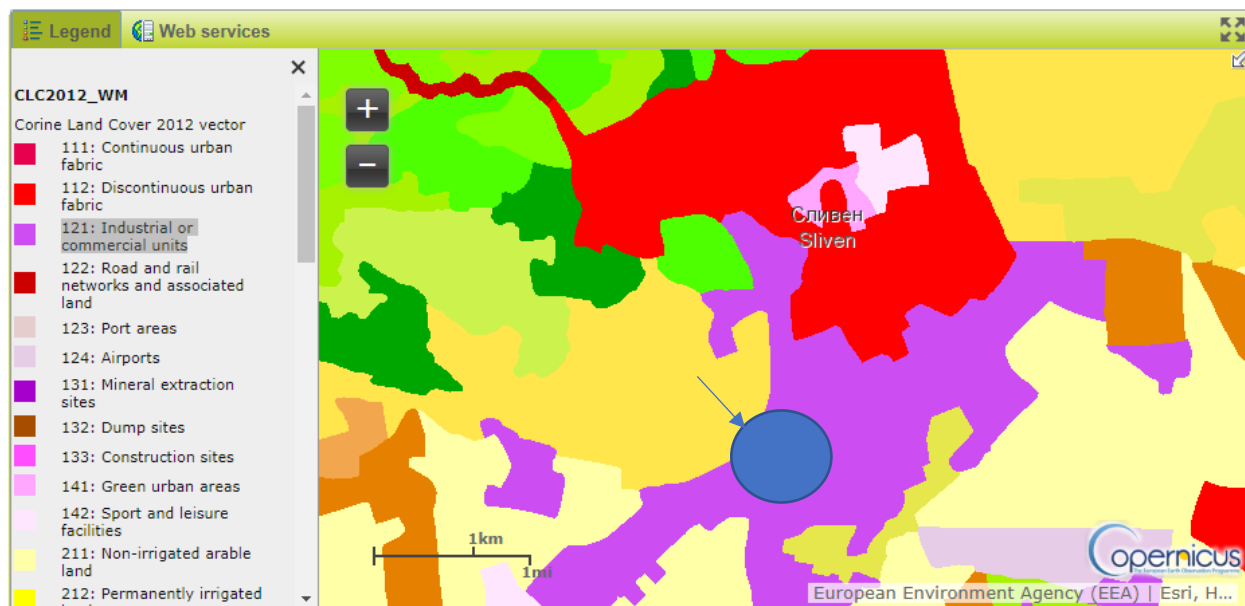 Legend
Web services
CLC2012_WM
Corine Land Cover 2012 vector
111: Continuous urban
fabric
112: Discontinuous urban
fabric
121: Industrial or
commercial units
122: Road and rail
networks and associated
land
123: Port areas
124: Airports
131: Mineral extraction
sites
132: Dump sites
133: Construction sites
141: Green urban areas
142: Sport and leisure
facilities
211: Non-irrigated arable
land
212: Permanently irrigated
+
−
Сливен
Sliven
1km
1mi
Copernicus
European Environment Agency (EEA) | Esri, H...